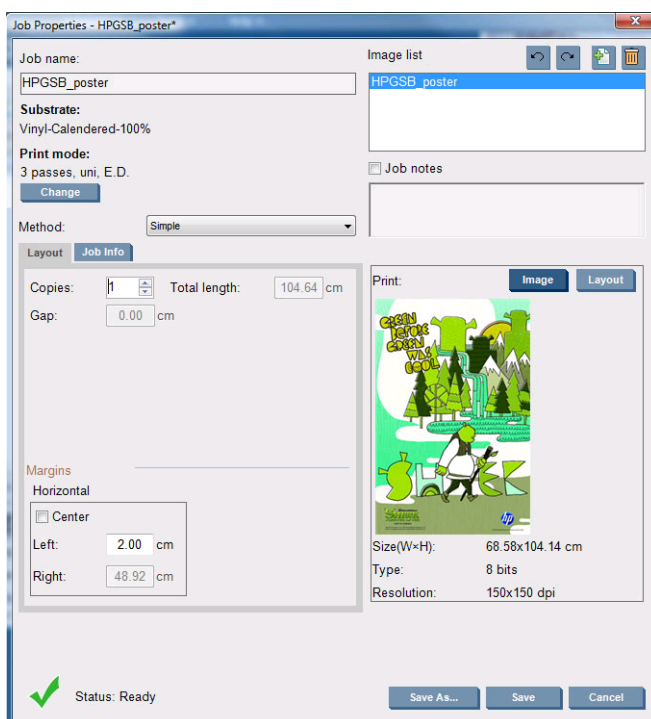 Job Properties - HPGSB_poster*
Job name:
HPGSB_poster
Substrate:
Vinyl-Calendered-100%
Print mode:
3 passes, uni, E.D.
Change
Method:
Simple
Layout
Job Info
Copies:
1
Total length:
104.64 cm
Gap:
0.00 cm
Margins
Horizontal
Center
Left:
2.00 cm
Right:
48.92 cm
Image list
HPGSB_poster
Job notes
Print:
Image
Layout
GREEN
BEFORE
GREEN
WAS
COOL
SHREK
hp
Size(W×H):
68.58x104.14 cm
Type:
8 bits
Resolution:
150x150 dpi
Status: Ready
Save As...
Save
Cancel